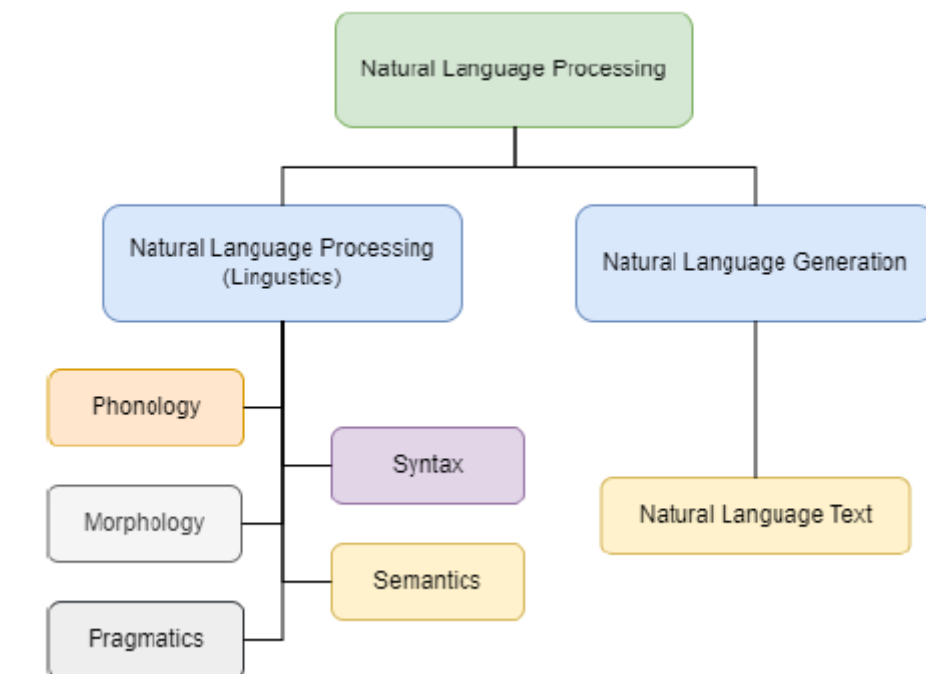 Natural Language Processing
Natural Language Processing
(Lingustics)
Natural Language Generation
Phonology
Syntax
Morphology
Natural Language Text
Semantics
Pragmatics